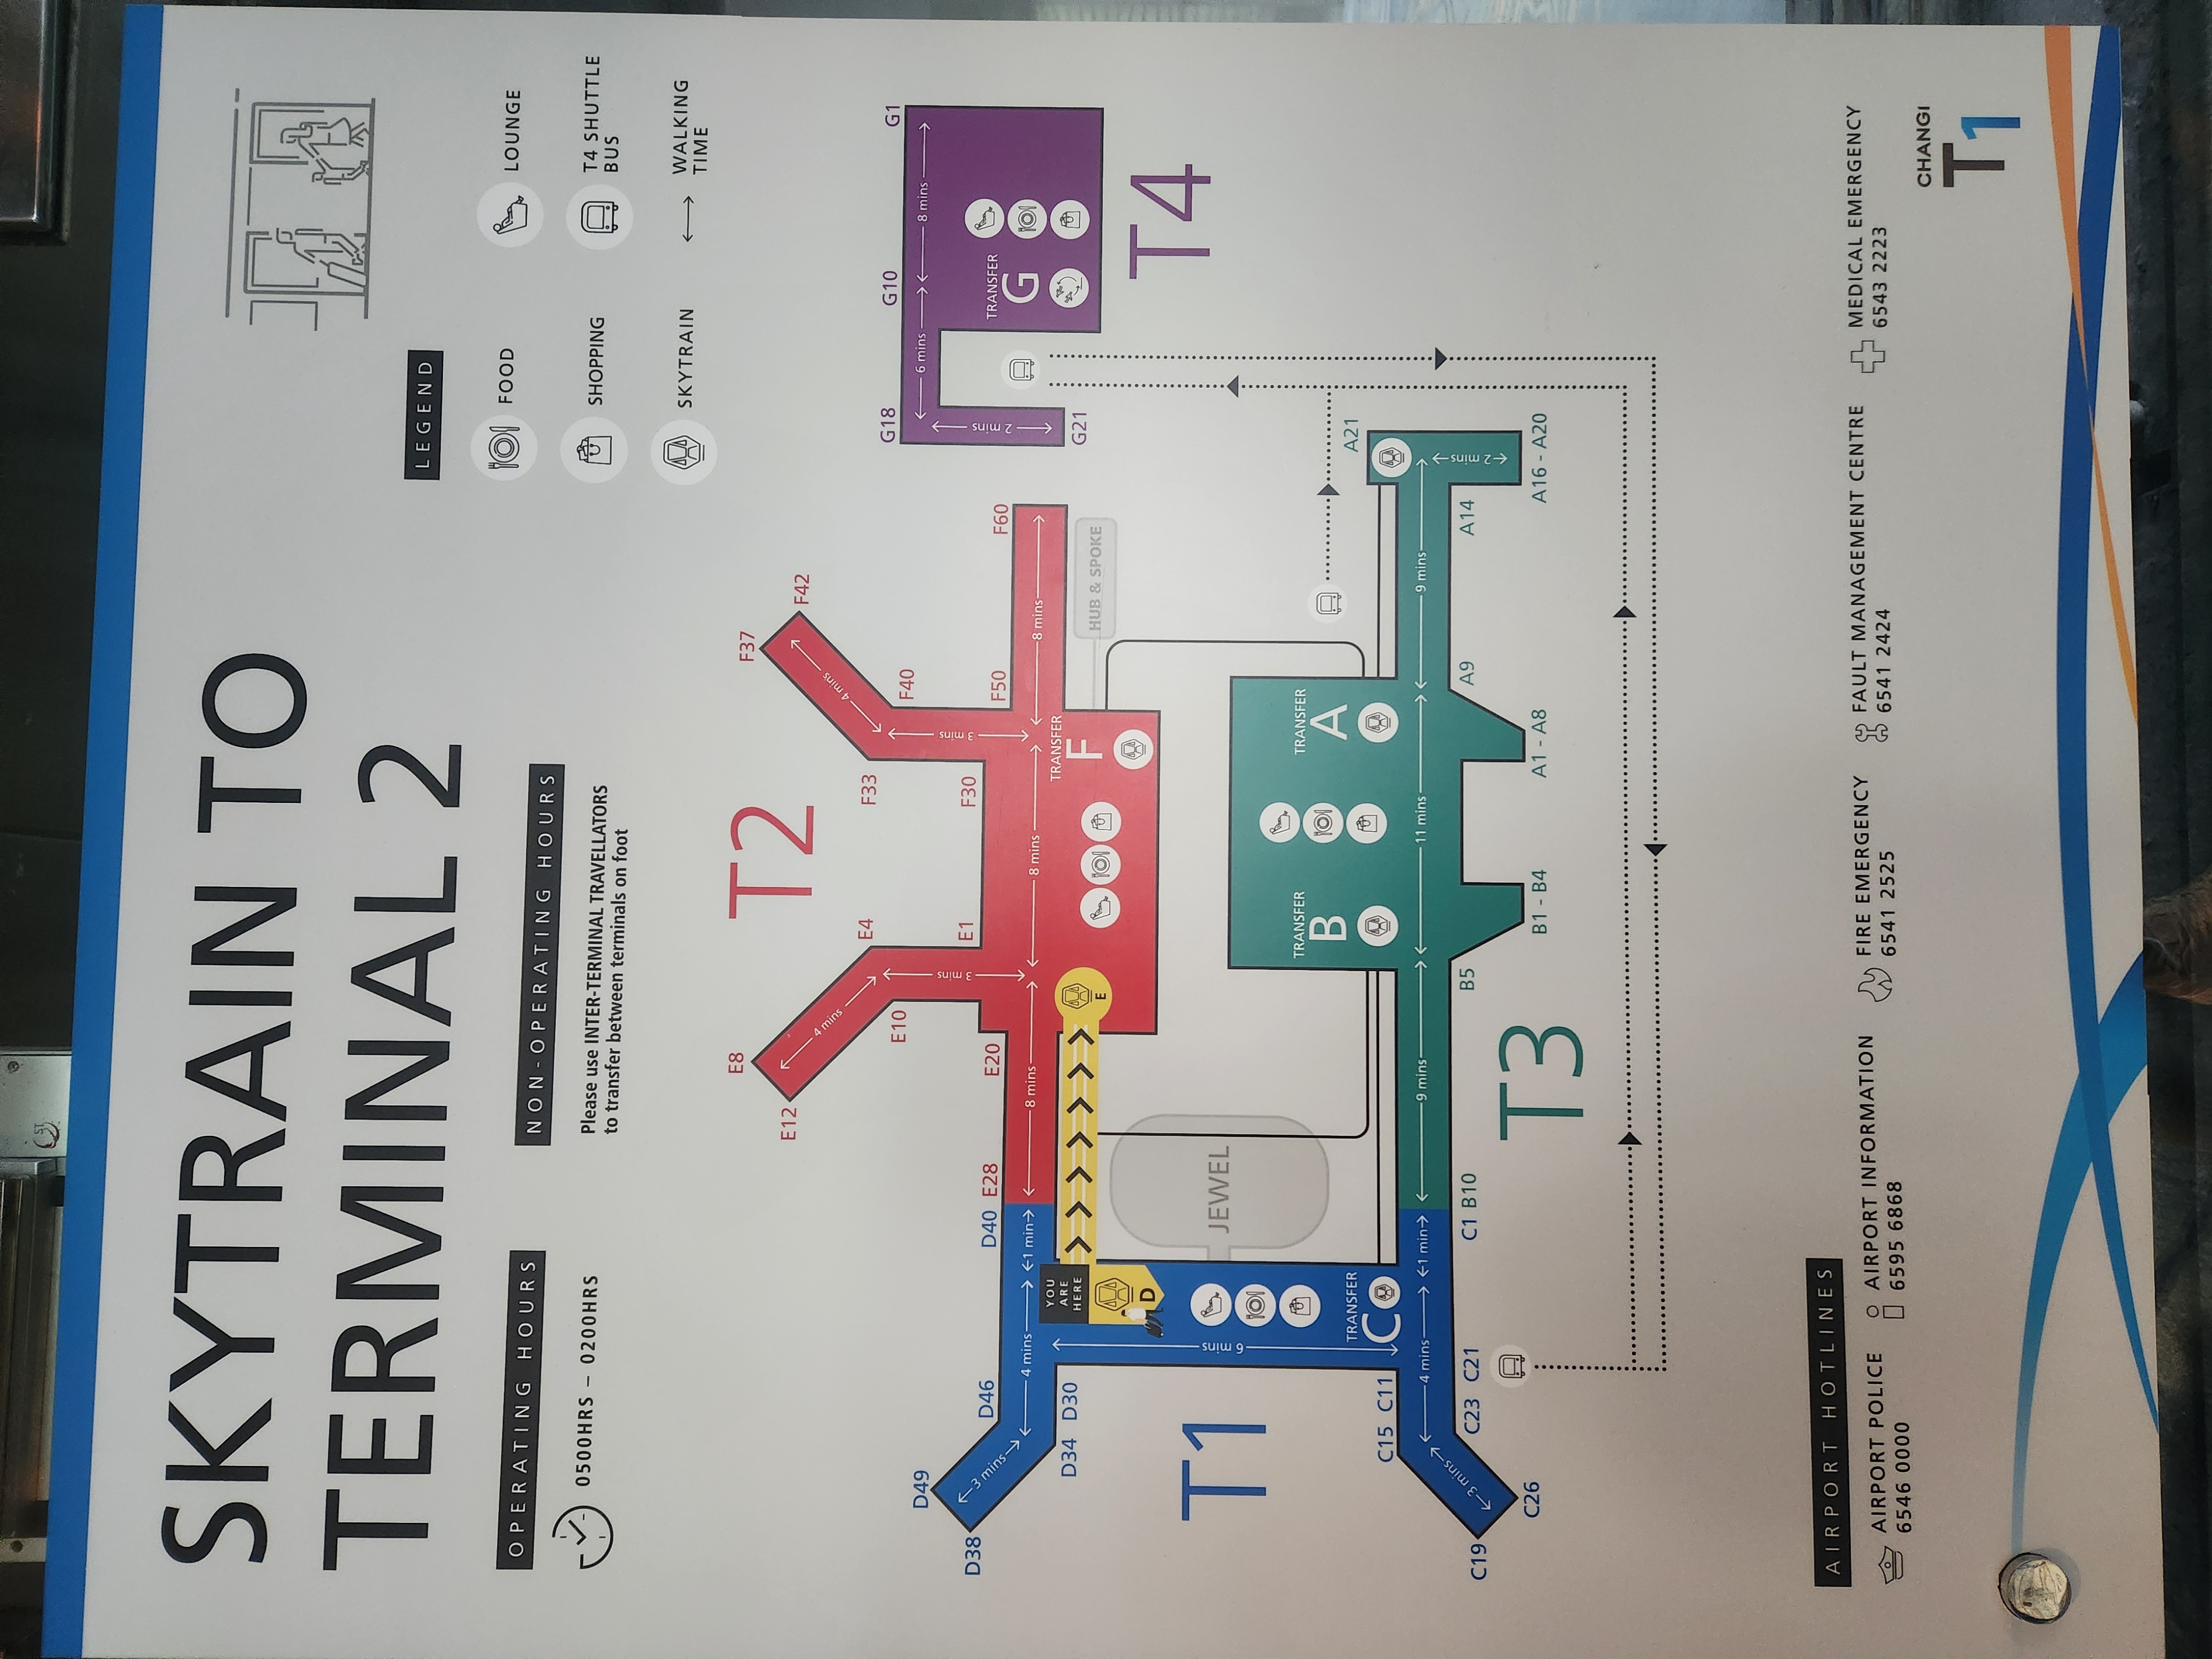 SKYTRAIN TO
TERMINAL 2
OPERATING HOURS
0500HRS – 0200HRS
NON-OPERATING HOURS
Please use INTER-TERMINAL TRAVELLATORS
to transfer between terminals on foot
LEGEND
FOOD
LOUNGE
SHOPPING
T4 SHUTTLE
BUS
SKYTRAIN
WALKING
TIME
T2
E8
E12
4 mins
E4
E10
3 mins
E1
E20
E28
8 mins
8 mins
8 mins
F37
F42
4 mins
F33
F40
3 mins
F30
F50
F60
TRANSFER
F
HUB & SPOKE
E
D49
D38
3 mins
D46
D40
4 mins
1 min
D34
D30
YOU
ARE
HERE
D
T1
6 mins
JEWEL
TRANSFER
C
C15
C11
4 mins
1 min
3 mins
C19
C23
C21
C1
C26
T3
TRANSFER
B
TRANSFER
A
B10
9 mins
11 mins
9 mins
B5
A9
A14
A21
2 mins
B1 - B4
A1 - A8
A16 - A20
G18
G10
G1
6 mins
8 mins
2 mins
TRANSFER
G
G21
T4
AIRPORT HOTLINES
AIRPORT POLICE
6546 0000
AIRPORT INFORMATION
6595 6868
FIRE EMERGENCY
6541 2525
FAULT MANAGEMENT CENTRE
6541 2424
MEDICAL EMERGENCY
6543 2223
CHANGI
T1
ST